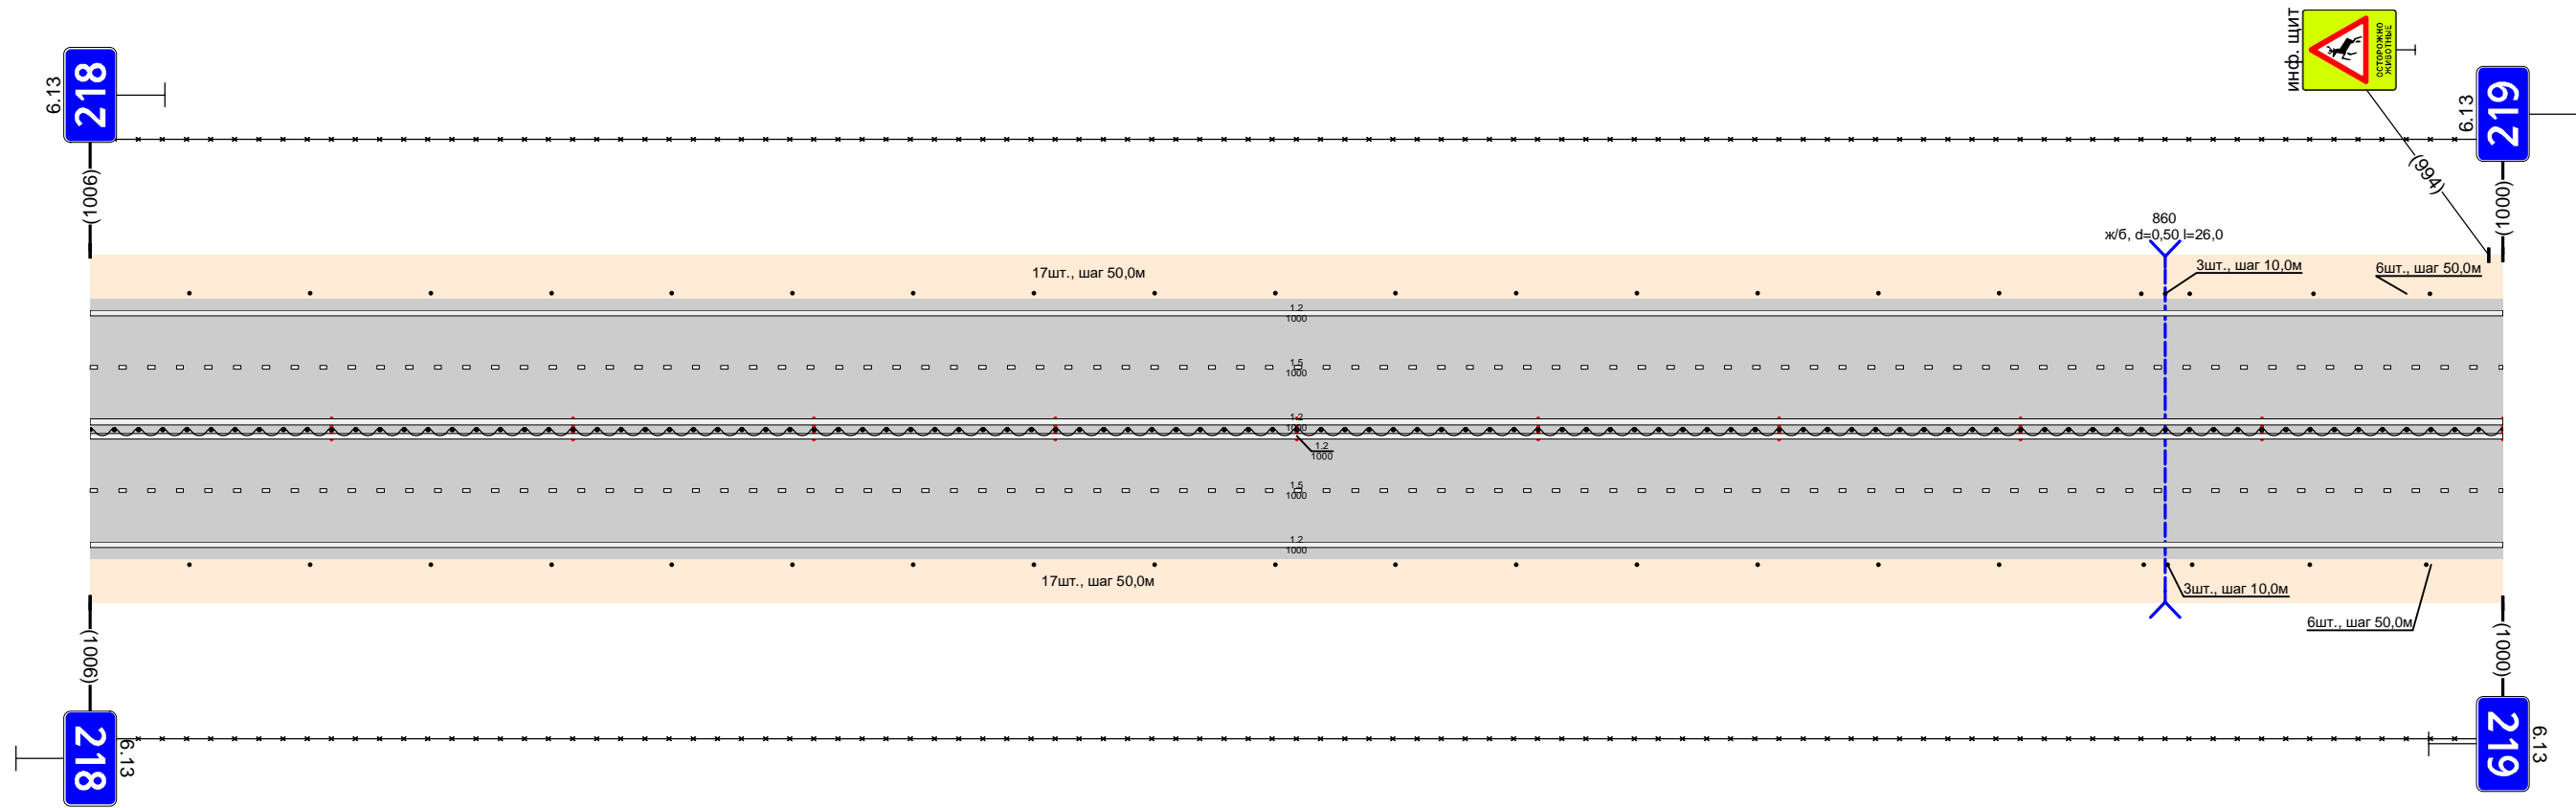 6.13
218
(1006)
инф. щит
ОСТОРОЖНО
ЖИВОТНЫЕ
(994)
6.13
219
(1000)
860
ж/б, d=0,50 l=26,0
17шт., шаг 50,0м
3шт., шаг 10,0м
6шт., шаг 50,0м
1.2
1000
1.5
1000
1.2
1000
1.2
1000
1.5
1000
1.2
1000
17шт., шаг 50,0м
3шт., шаг 10,0м
6шт., шаг 50,0м
(1006)
218
6.13
(1000)
219
6.13